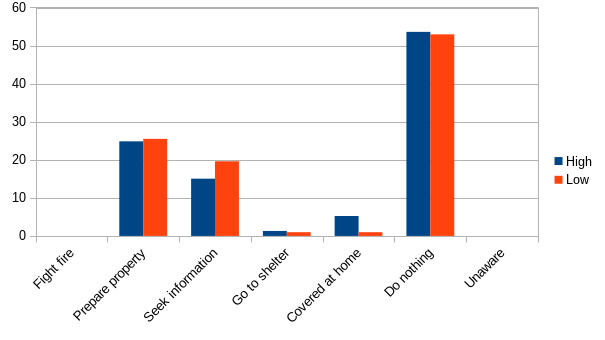 60
50
40
30
20
10
0
Fight fire
Prepare property
Seek information
Go to shelter
Covered at home
Do nothing
Unaware
High
Low